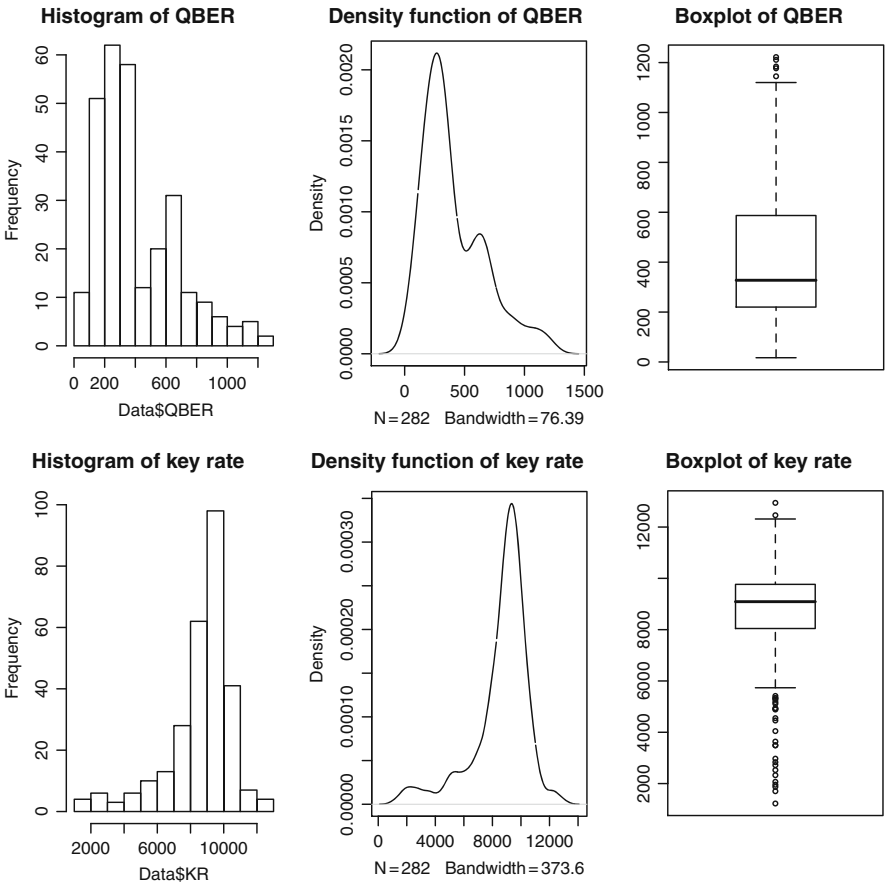 Histogram of QBER
Density function of QBER
Boxplot of QBER
Frequency
0 10 20 30 40 50 60
0 200 600 1000
Data$QBER
Density
0.0000 0.0005 0.0010 0.0015 0.0020
0 500 1000 1500
N=282 Bandwidth=76.39
0 200 400 600 800 1000 1200
Histogram of key rate
Density function of key rate
Boxplot of key rate
Frequency
0 20 40 60 80 100
2000 6000 10000
Data$KR
Density
0.00000 0.00010 0.00020 0.00030
0 4000 8000 12000
N=282 Bandwidth=373.6
2000 4000 6000 8000 12000